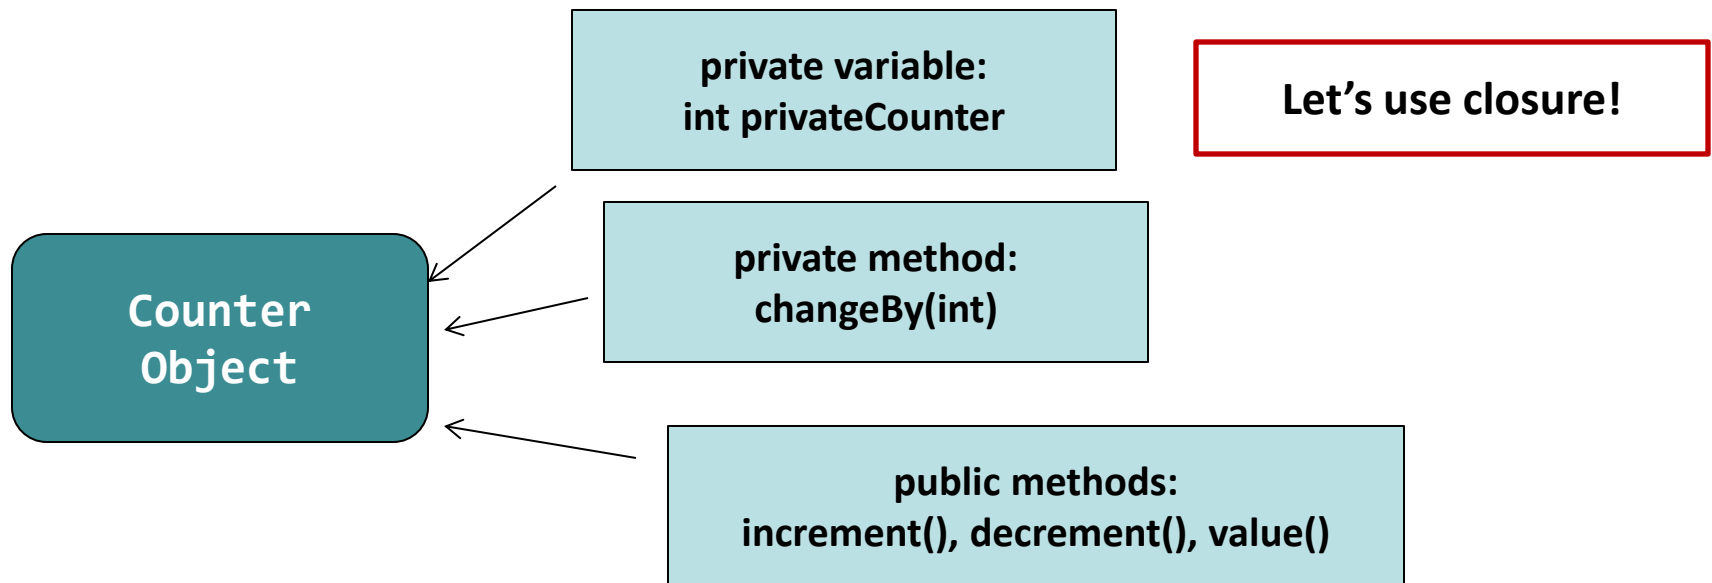 private variable:
int privateCounter
Let’s use closure!
private method:
changeBy(int)
Counter
Object
public methods:
increment(), decrement(), value()